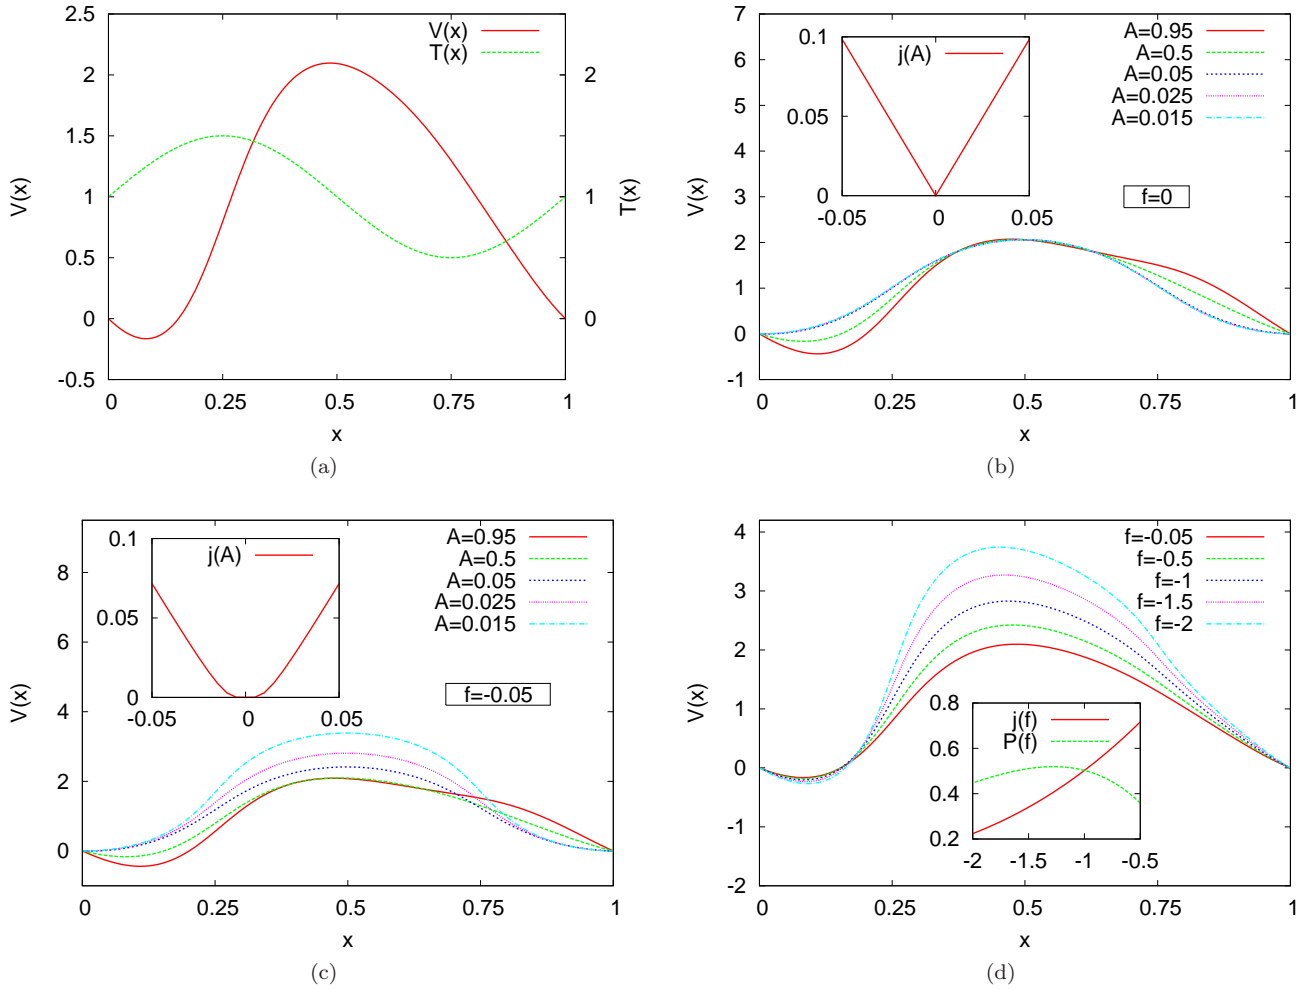 2.5
2
1.5
1
0.5
0
-0.5
V(x)
0
0.25
0.5
0.75
1
x
2
1
0
T(x)
V(x)
T(x)
(a)
7
6
5
4
3
2
1
0
-1
V(x)
0
0.25
0.5
0.75
1
x
A=0.95
A=0.5
A=0.05
A=0.025
A=0.015
f=0
0.1
0.05
0
-0.05
0
0.05
j(A)
(b)
8
6
4
2
0
V(x)
0
0.25
0.5
0.75
1
x
A=0.95
A=0.5
A=0.05
A=0.025
A=0.015
f=-0.05
0.1
0.05
0
-0.05
0
0.05
j(A)
(c)
4
3
2
1
0
-1
-2
V(x)
0
0.25
0.5
0.75
1
x
f=-0.05
f=-0.5
f=-1
f=-1.5
f=-2
0.8
0.6
0.4
0.2
-2
-1.5
-1
-0.5
j(f)
P(f)
(d)